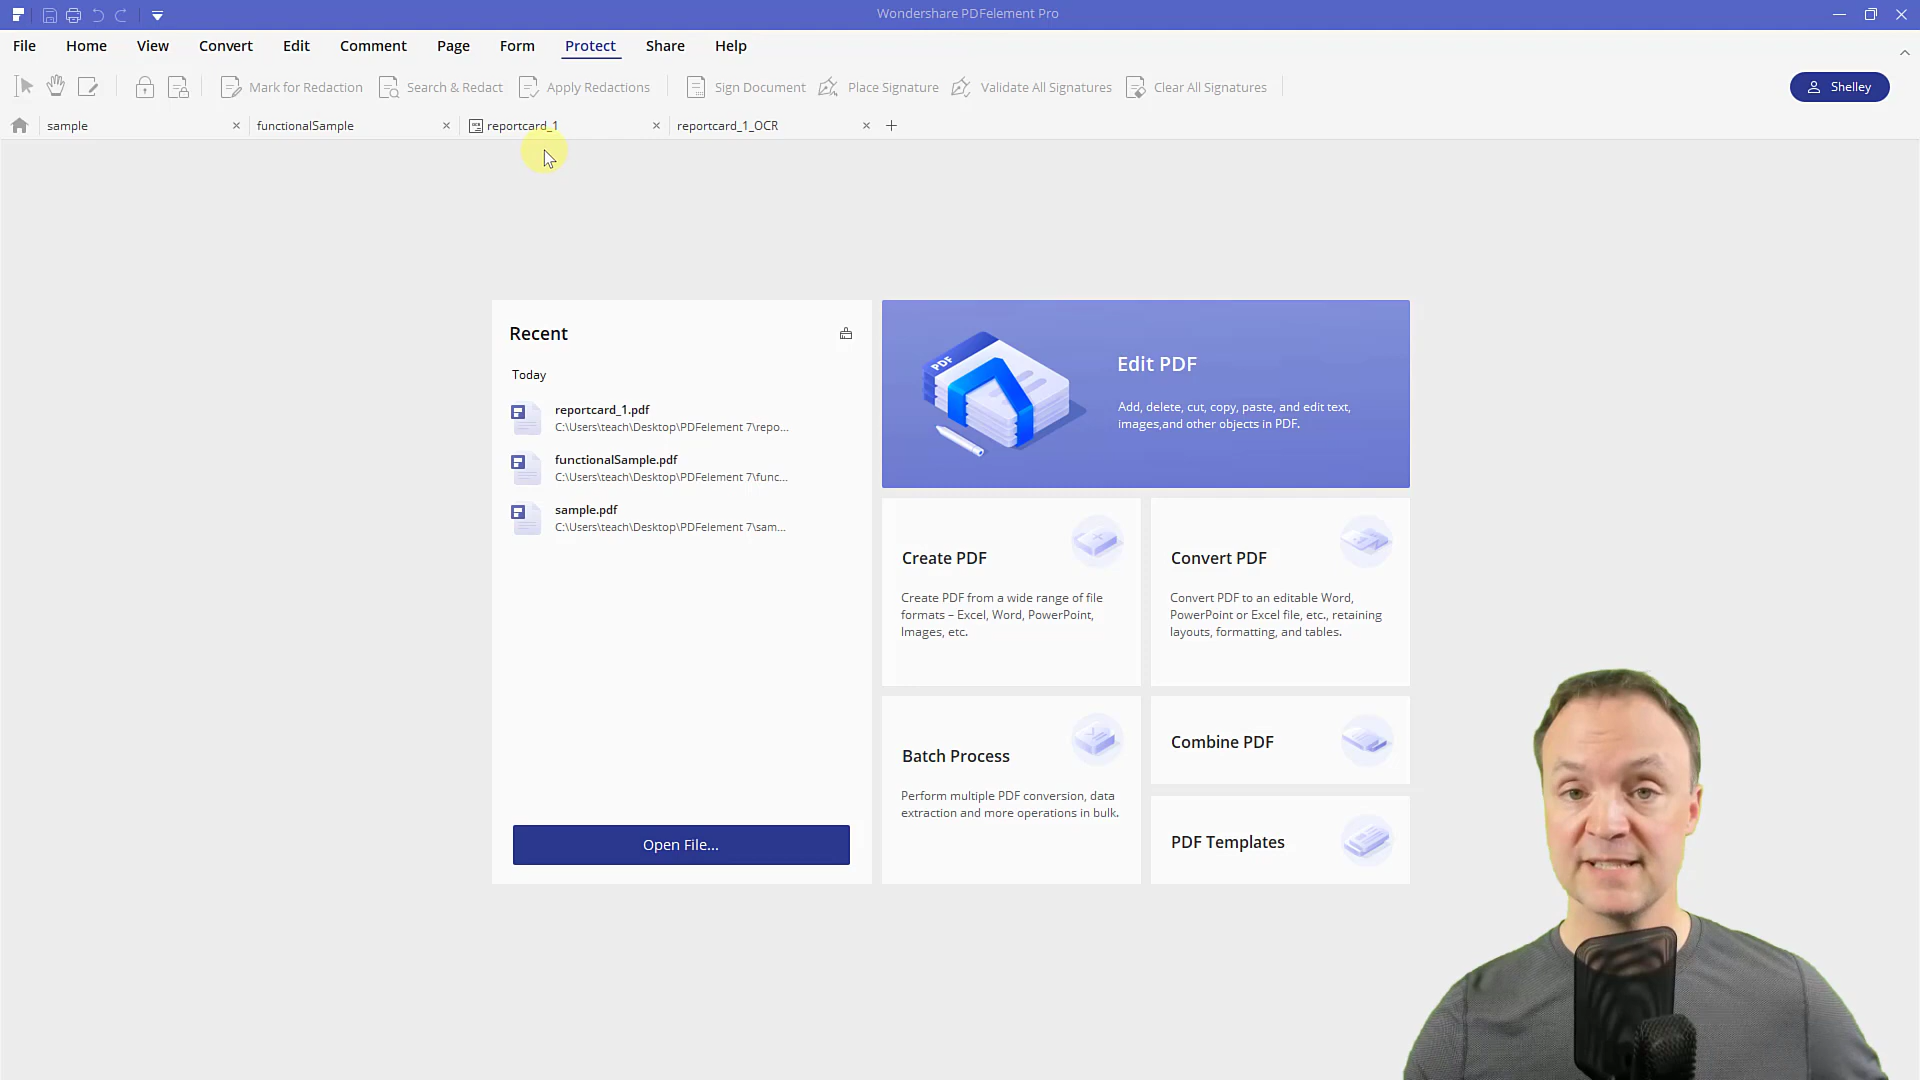 Wondershare PDFelement Pro
File Home View Convert Edit Comment Page Form Protect Share Help
Mark for Redaction Search & Redact Apply Redactions Sign Document Place Signature Validate All Signatures Clear All Signatures Shelley
sample functionalSample reportcard_1 reportcard_1_OCR
Recent
Today
reportcard_1.pdf
C:\Users\teach\Desktop\PDFelement 7\repo...
functionalSample.pdf
C:\Users\teach\Desktop\PDFelement 7\func...
sample.pdf
C:\Users\teach\Desktop\PDFelement 7\sam...
Open File...
PDF
Edit PDF
Add, delete, cut, copy, paste, and edit text,
images,and other objects in PDF.
Create PDF
Create PDF from a wide range of file
formats – Excel, Word, PowerPoint,
Images, etc.
Convert PDF
Convert PDF to an editable Word,
PowerPoint or Excel file, etc., retaining
layouts, formatting, and tables.
Batch Process
Perform multiple PDF conversion, data
extraction and more operations in bulk.
Combine PDF
PDF Templates